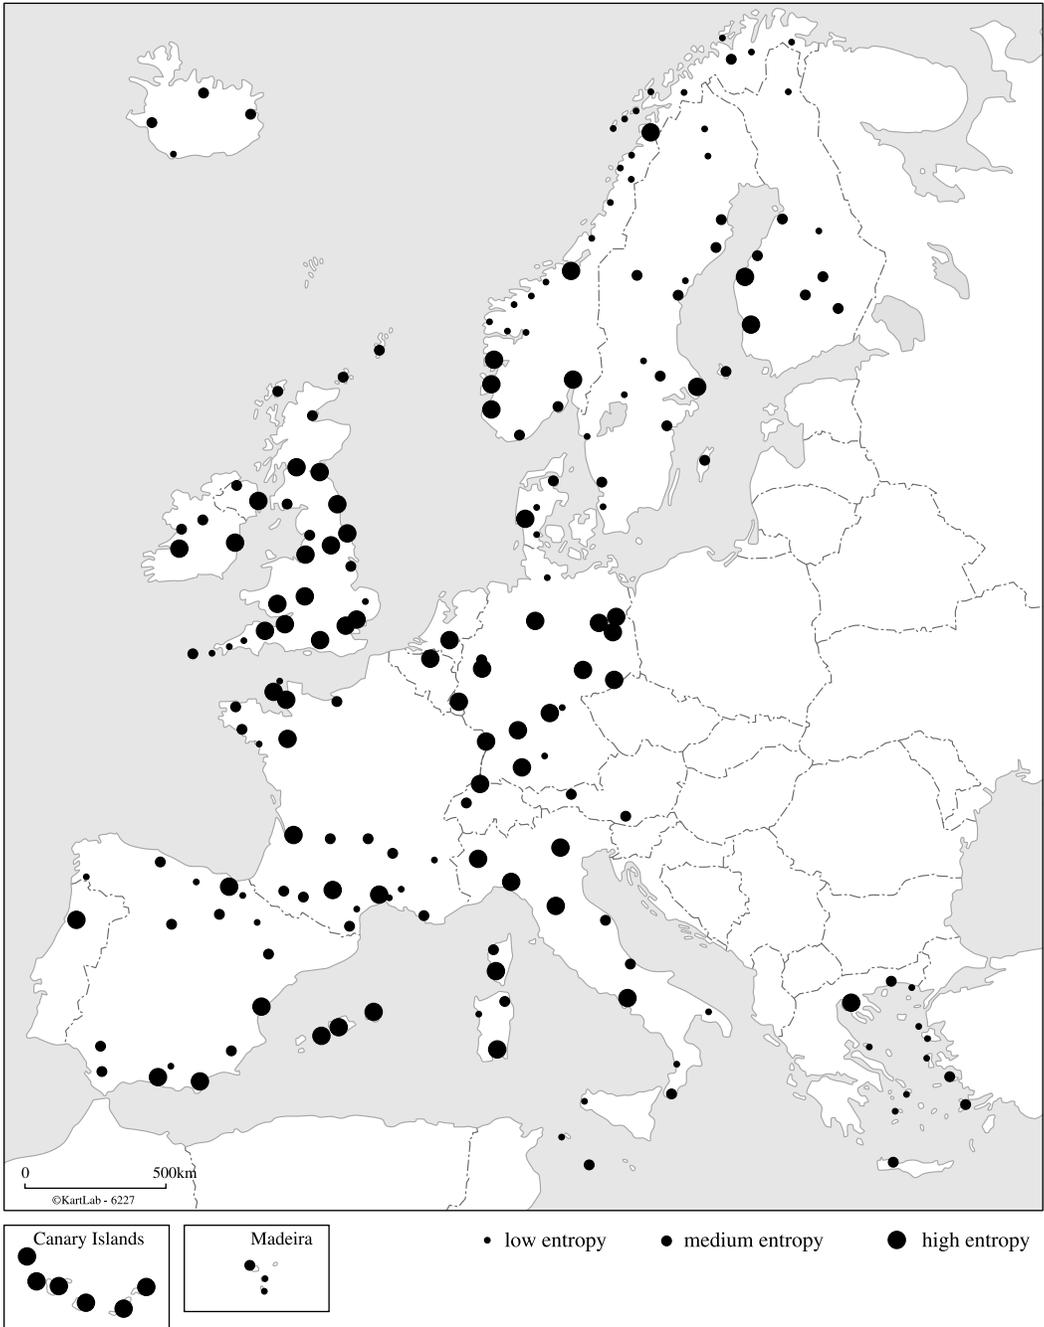 0 500km
©KartLab - 6227
Canary Islands
Madeira
low entropy
medium entropy
high entropy